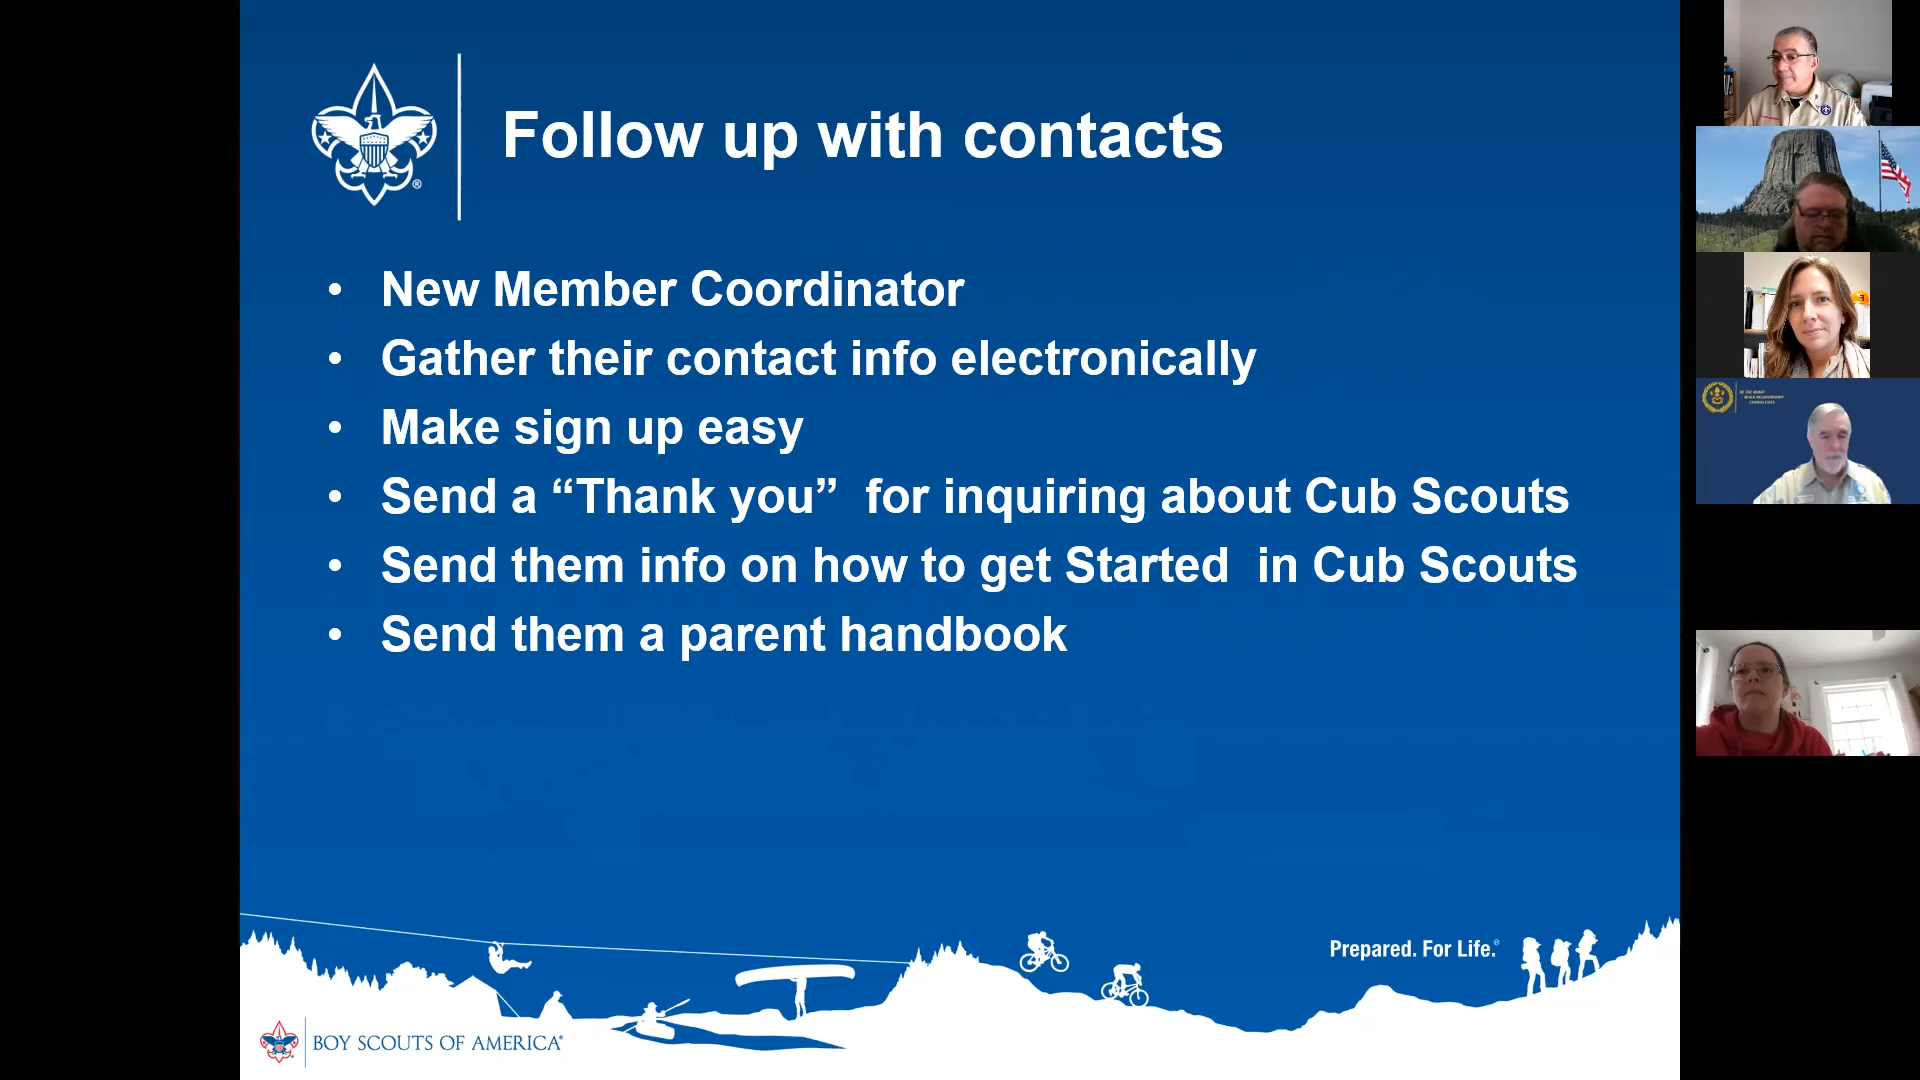 Follow up with contacts
• New Member Coordinator
• Gather their contact info electronically
• Make sign up easy
• Send a “Thank you”  for inquiring about Cub Scouts
• Send them info on how to get Started  in Cub Scouts
• Send them a parent handbook
Prepared. For Life.®
BOY SCOUTS OF AMERICA®